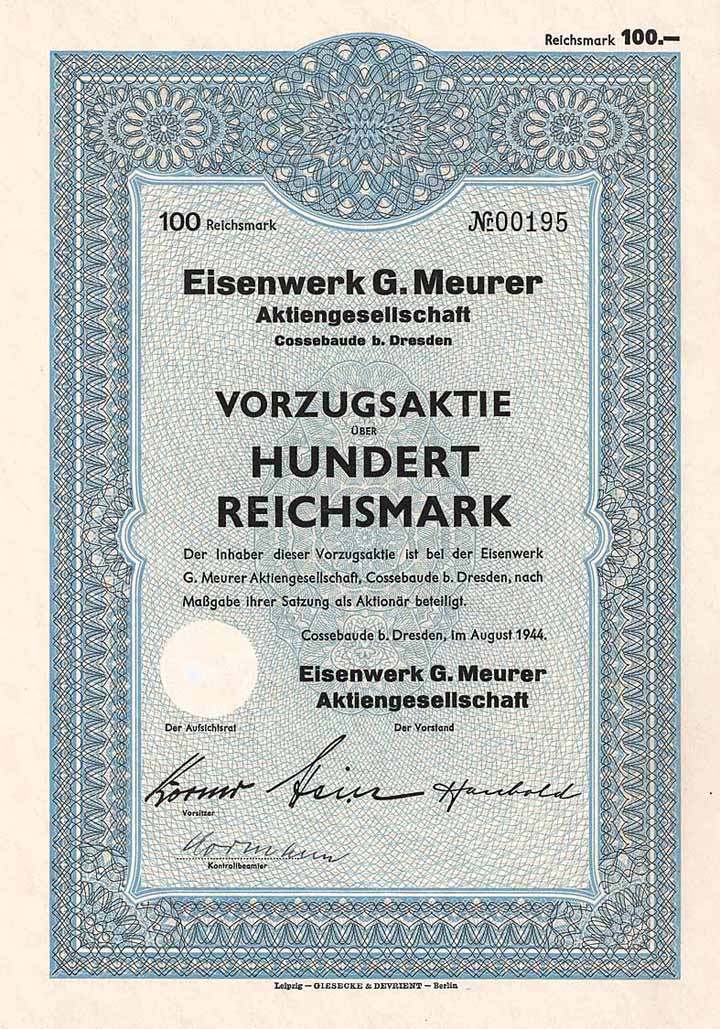 Reichsmark 100.—
100 Reichsmark № 00195
Eisenwerk G. Meurer
Aktiengesellschaft
Cossebaude b. Dresden
VORZUGSAKTIE
ÜBER
HUNDERT
REICHSMARK
Der Inhaber dieser Vorzugsaktie ist bei der Eisenwerk
G. Meurer Aktiengesellschaft, Cossebaude b. Dresden, nach
Maßgabe ihrer Satzung als Aktionär beteiligt.
Cossebaude b. Dresden, im August 1944.
Eisenwerk G. Meurer
Aktiengesellschaft
Der Aufsichtsrat Der Vorstand
Haubold
Vorsitzer
Kontrollbeamter
Leipzig — GIESECKE & DEVRIENT — Berlin